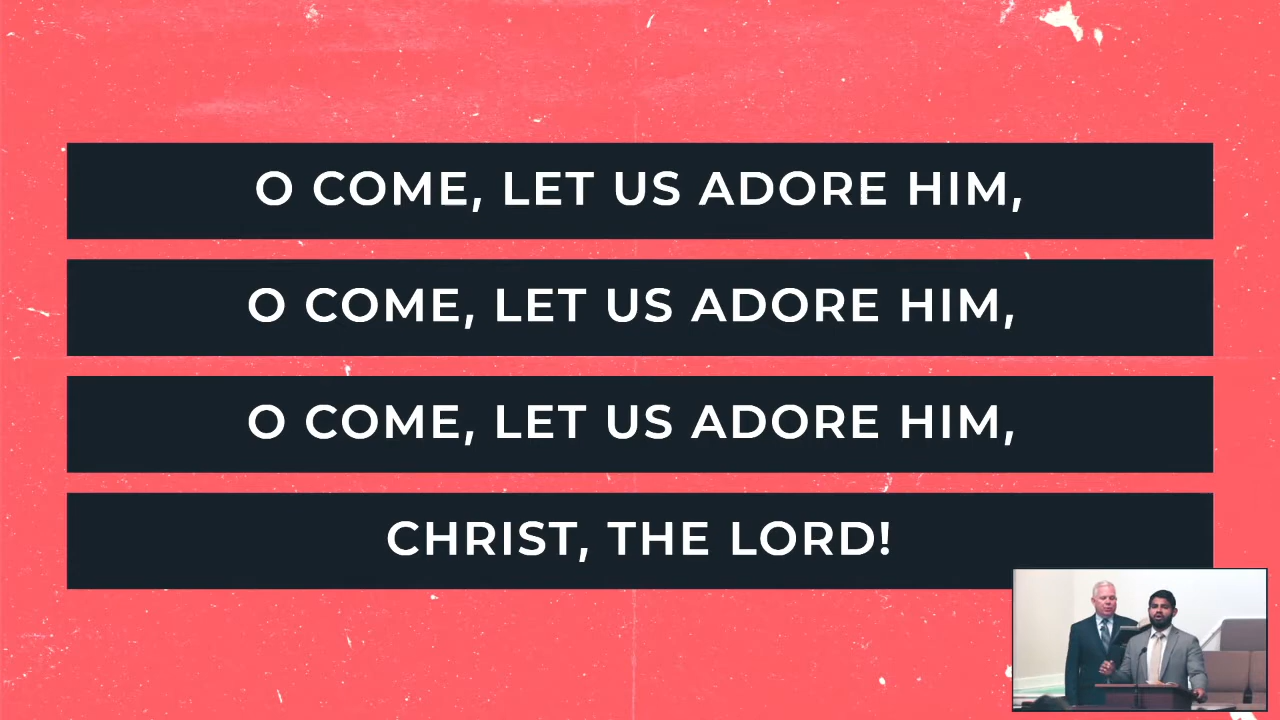 O COME, LET US ADORE HIM,
O COME, LET US ADORE HIM,
O COME, LET US ADORE HIM,
CHRIST, THE LORD!